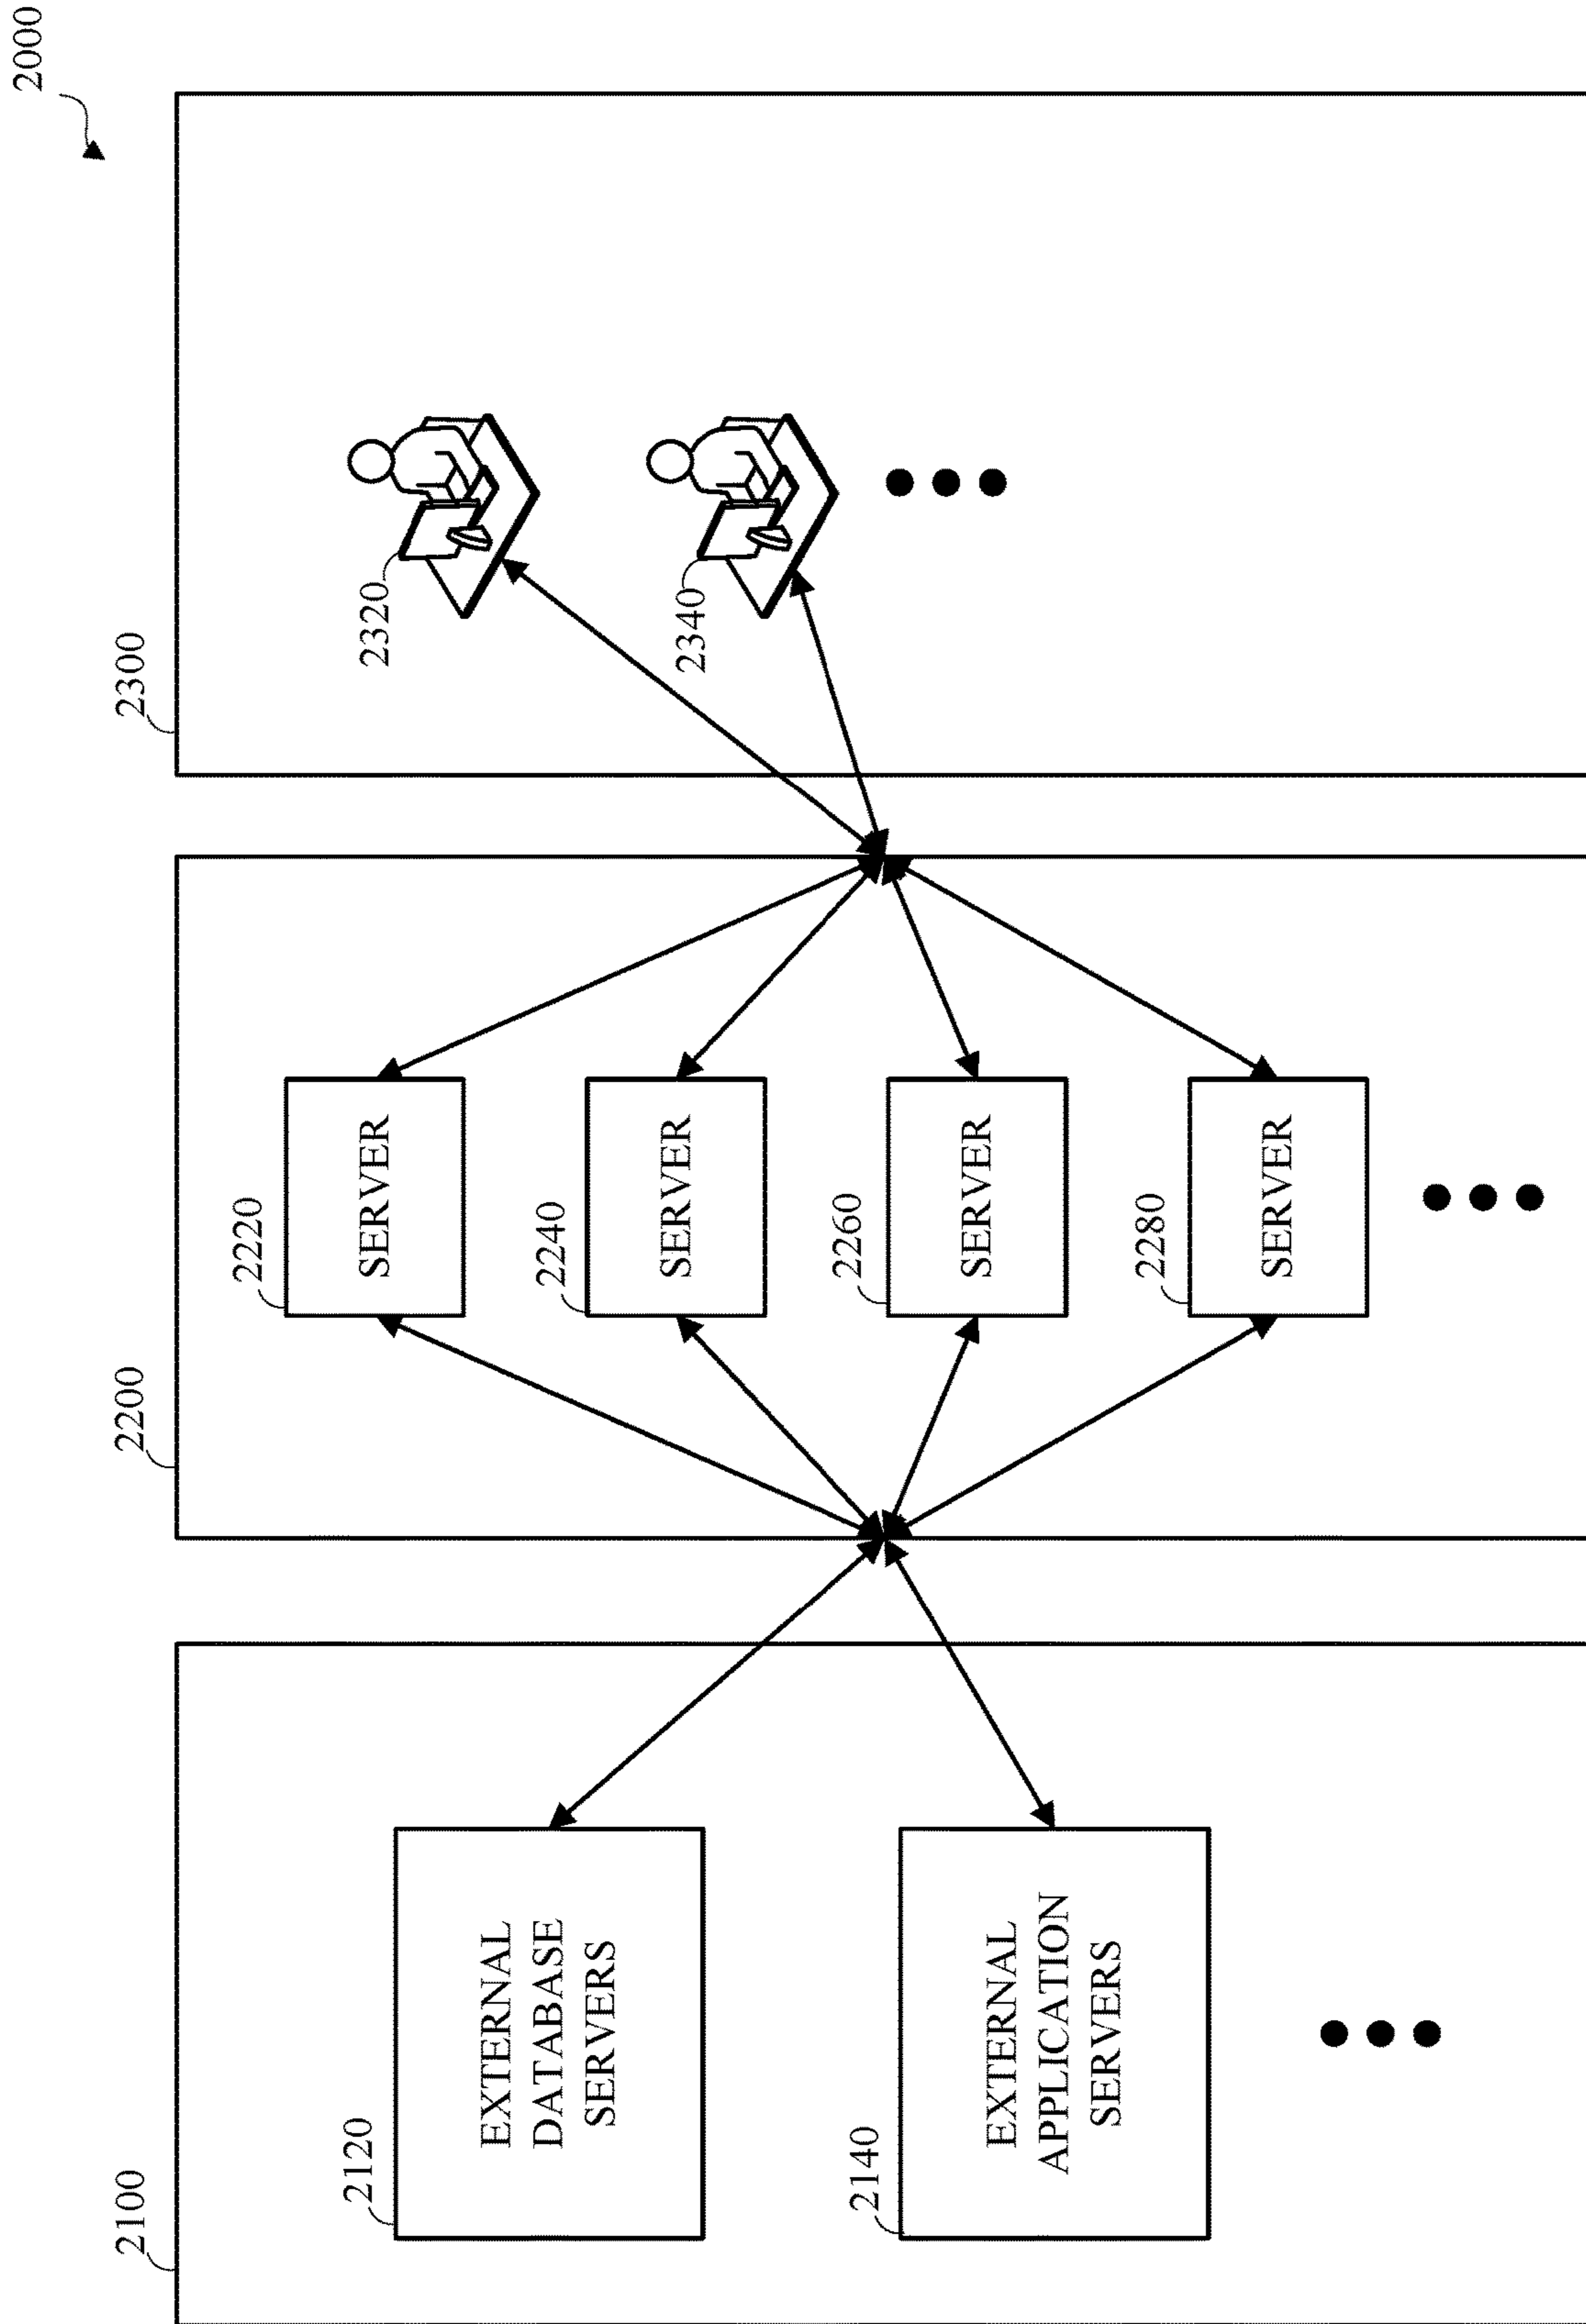 2000
2100
2120
EXTERNAL
DATABASE
SERVERS
2140
EXTERNAL
APPLICATION
SERVERS
2200
2220
SERVER
2240
SERVER
2260
SERVER
2280
SERVER
2300
2320
2340